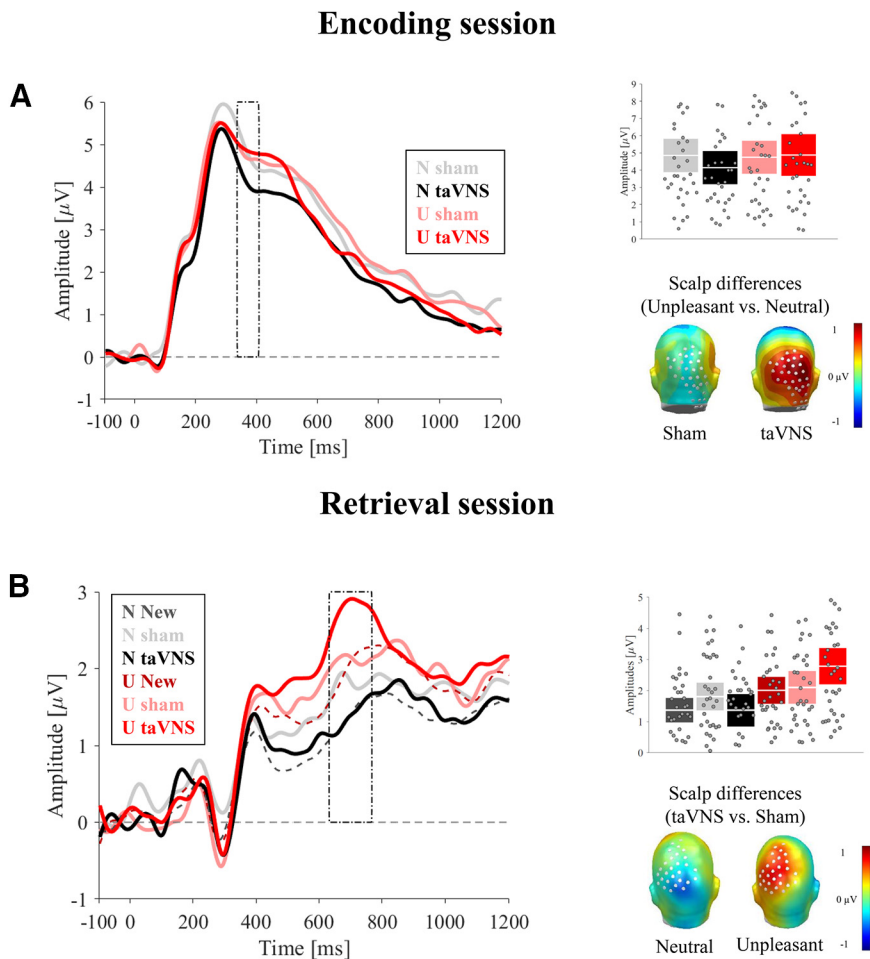 Encoding session
A
6
5
4
3
2
1
0
-1
Amplitude [µV]
-100 0 200 400 600 800 1000 1200
Time [ms]
N sham
N taVNS
U sham
U taVNS
9
8
7
6
5
4
3
2
1
0
Amplitude [µV]
Scalp differences
(Unpleasant vs. Neutral)
1
0 µV
-1
Sham taVNS
Retrieval session
B
3
2
1
0
-1
Amplitude [µV]
-100 0 200 400 600 800 1000 1200
Time [ms]
N New
N sham
N taVNS
U New
U sham
U taVNS
5
4
3
2
1
0
Amplitudes [µV]
Scalp differences
(taVNS vs. Sham)
1
0 µV
-1
Neutral Unpleasant